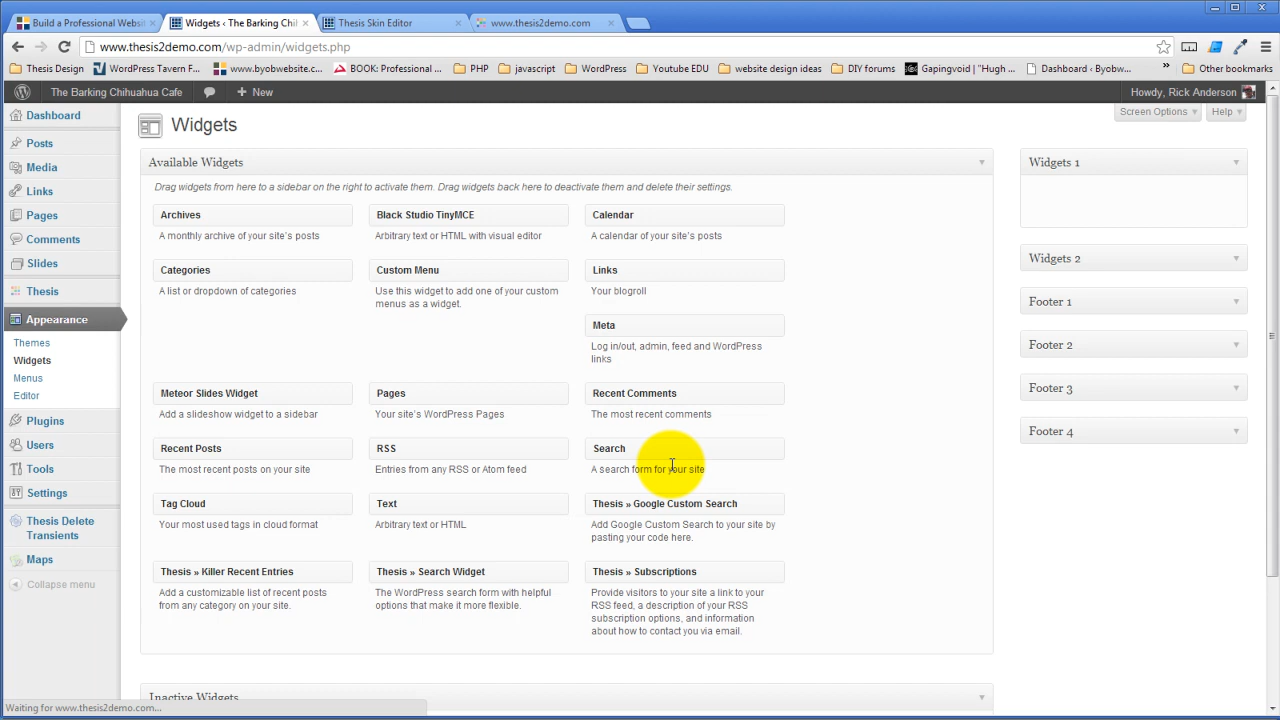 Build a Professional Websi
Widgets ‹ The Barking Chi
Thesis Skin Editor
www.thesis2demo.com
www.thesis2demo.com/wp-admin/widgets.php
Thesis Design
WordPress Tavern F...
www.byobwebsite.c...
BOOK: Professional ...
PHP
javascript
WordPress
Youtube EDU
website design ideas
DIY forums
Gapingvoid | "Hugh ...
Dashboard ‹ Byobw...
»
Other bookmarks
The Barking Chihuahua Cafe
+ New
Howdy, Rick Anderson
Screen Options
Help
Dashboard
Posts
Media
Links
Pages
Comments
Slides
Thesis
Appearance
Themes
Widgets
Menus
Editor
Plugins
Users
Tools
Settings
Thesis Delete
Transients
Maps
Collapse menu
Widgets
Available Widgets
Drag widgets from here to a sidebar on the right to activate them. Drag widgets back here to deactivate them and delete their settings.
Archives
A monthly archive of your site's posts
Black Studio TinyMCE
Arbitrary text or HTML with visual editor
Calendar
A calendar of your site's posts
Categories
A list or dropdown of categories
Custom Menu
Use this widget to add one of your custom
menus as a widget.
Links
Your blogroll
Meta
Log in/out, admin, feed and WordPress
links
Meteor Slides Widget
Add a slideshow widget to a sidebar
Pages
Your site's WordPress Pages
Recent Comments
The most recent comments
Recent Posts
The most recent posts on your site
RSS
Entries from any RSS or Atom feed
Search
A search form for your site
Tag Cloud
Your most used tags in cloud format
Text
Arbitrary text or HTML
Thesis » Google Custom Search
Add Google Custom Search to your site by
pasting your code here.
Thesis » Killer Recent Entries
Add a customizable list of recent posts
from any category on your site.
Thesis » Search Widget
The WordPress search form with helpful
options that make it more flexible.
Thesis » Subscriptions
Provide visitors to your site a link to your
RSS feed, a description of your RSS
subscription options, and information
about how to contact you via email.
Inactive Widgets
Widgets 1
Widgets 2
Footer 1
Footer 2
Footer 3
Footer 4
Waiting for www.thesis2demo.com...